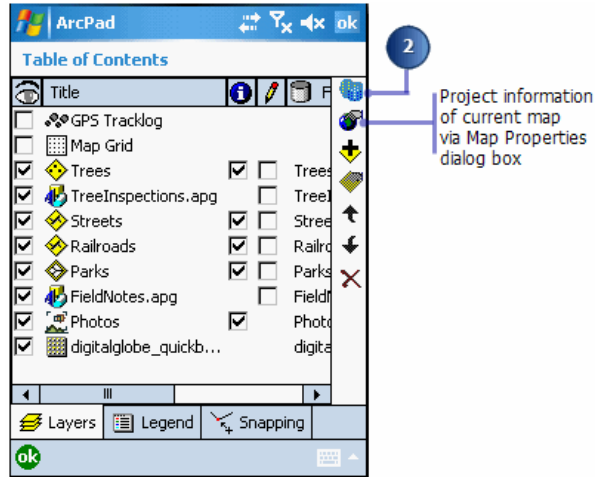 ArcPad
ok
Table of Contents
Title
F
GPS Tracklog
Map Grid
Trees
Trees
TreeInspections.apg
TreeI
Streets
Stree
Railroads
Railro
Parks
Parks
FieldNotes.apg
FieldN
Photos
Photo
digitalglobe_quickb...
digita
Layers
Legend
Snapping
ok
2
Project information
of current map
via Map Properties
dialog box